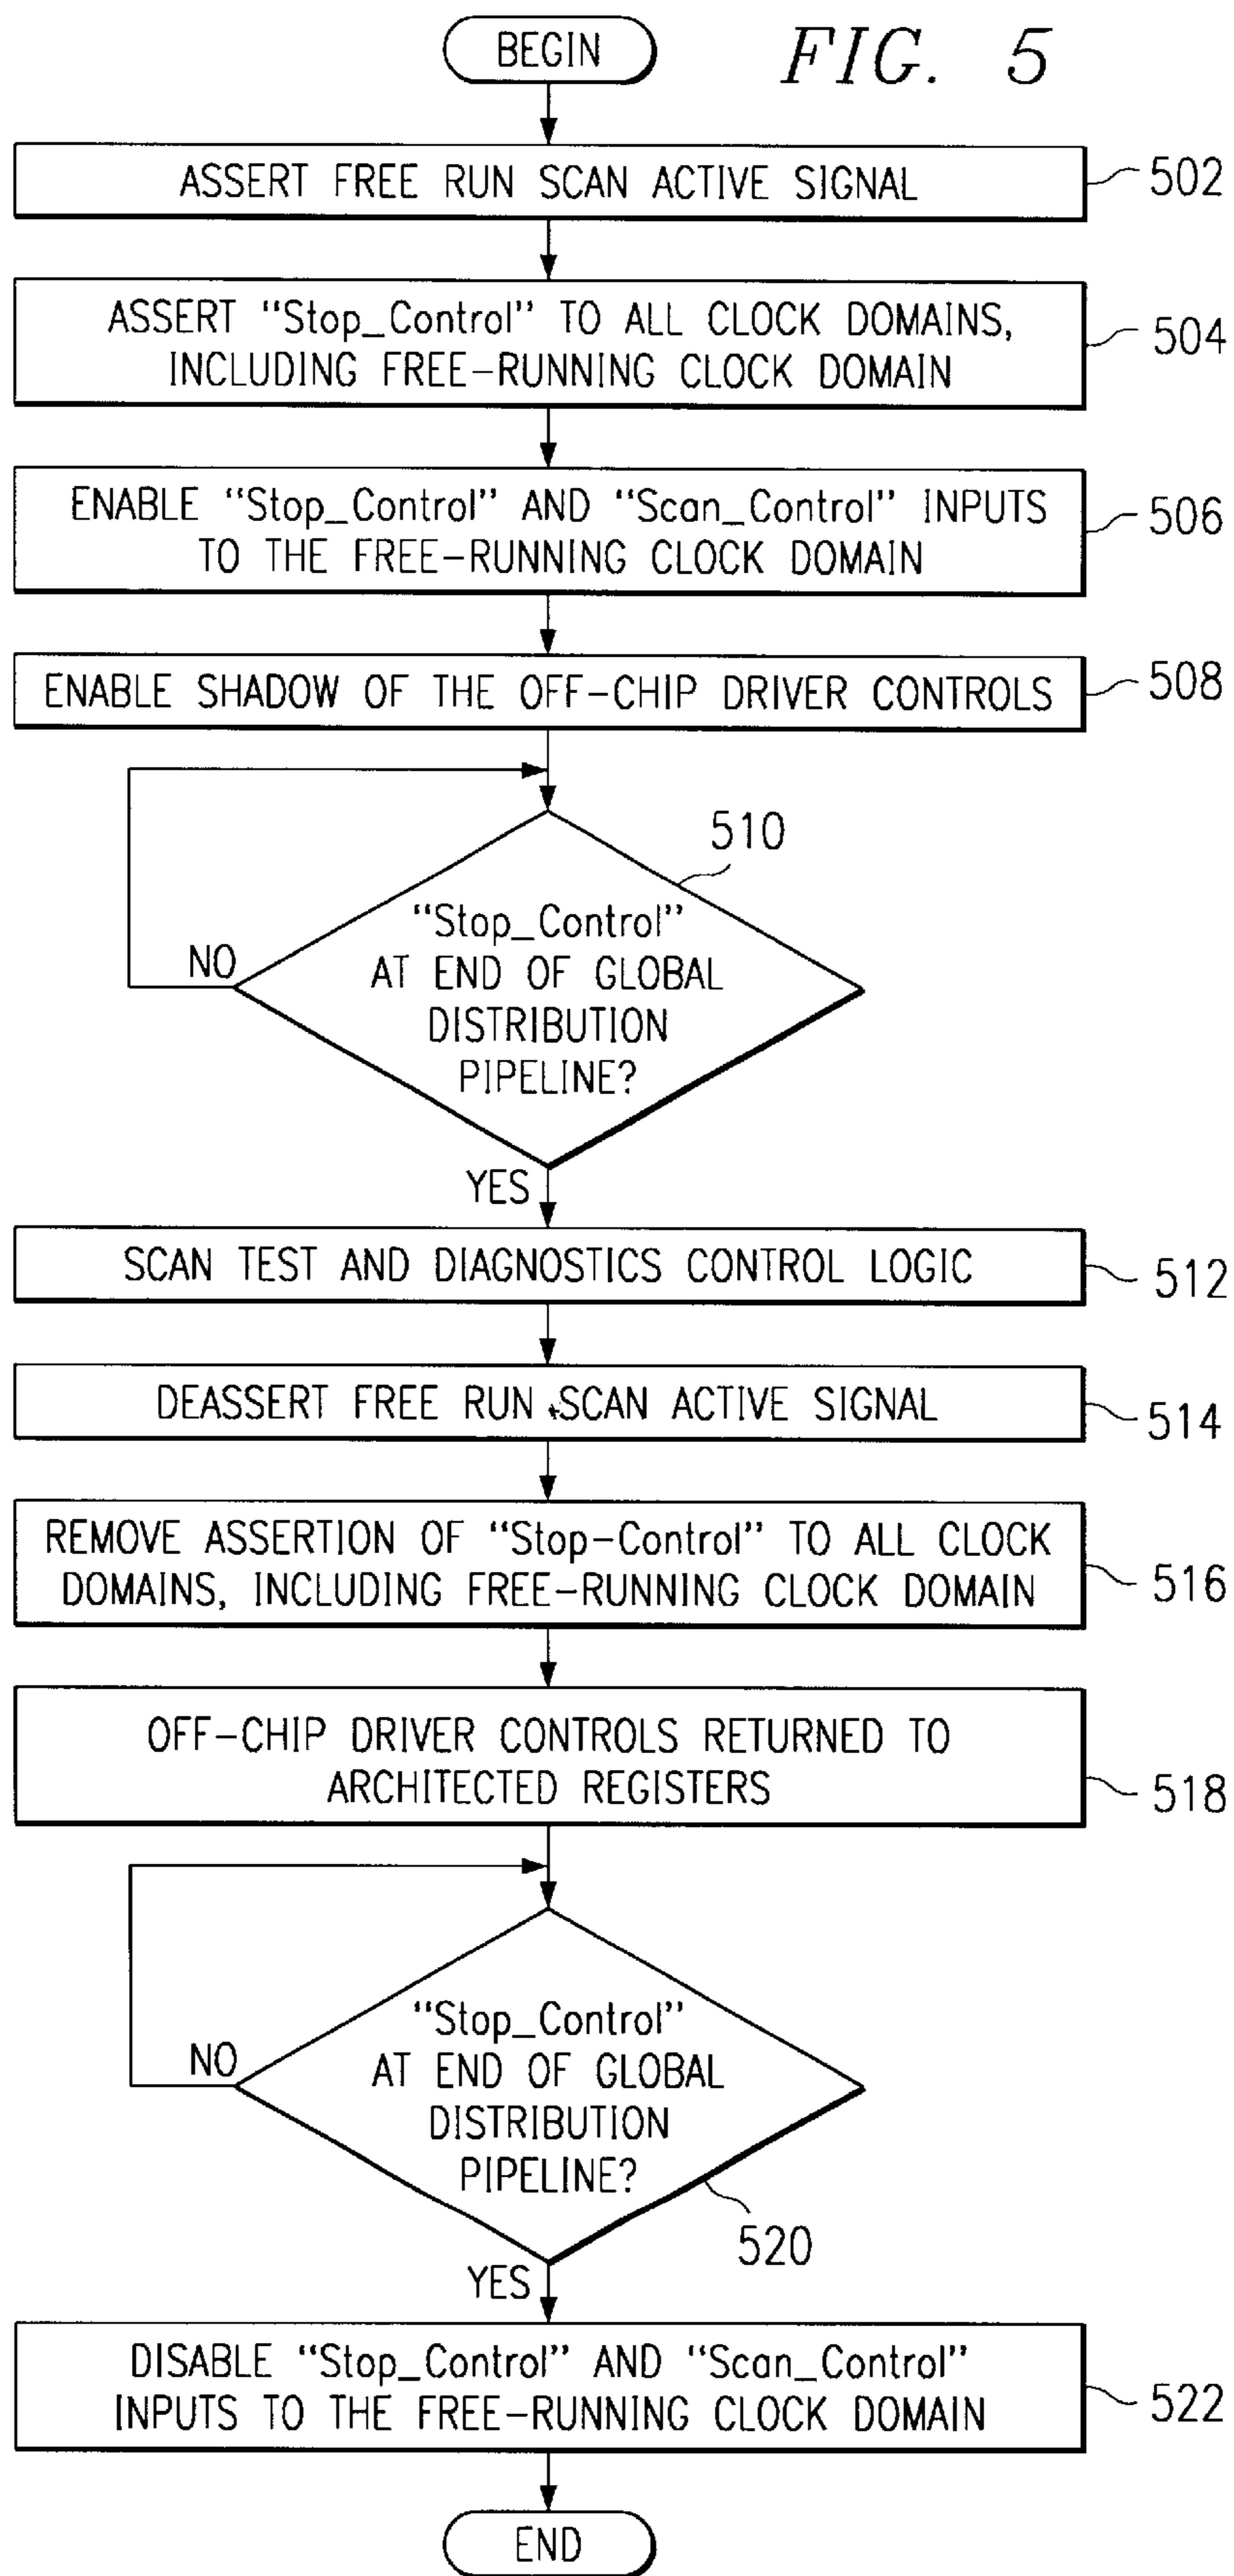 BEGIN
FIG. 5
ASSERT FREE RUN SCAN ACTIVE SIGNAL
502
ASSERT “Stop_Control” TO ALL CLOCK DOMAINS,
INCLUDING FREE-RUNNING CLOCK DOMAIN
504
ENABLE “Stop_Control” AND “Scan_Control” INPUTS
TO THE FREE-RUNNING CLOCK DOMAIN
506
ENABLE SHADOW OF THE OFF-CHIP DRIVER CONTROLS
508
510
“Stop_Control”
AT END OF GLOBAL
DISTRIBUTION
PIPELINE?
NO
YES
SCAN TEST AND DIAGNOSTICS CONTROL LOGIC
512
DEASSERT FREE RUN SCAN ACTIVE SIGNAL
514
REMOVE ASSERTION OF “Stop-Control” TO ALL CLOCK
DOMAINS, INCLUDING FREE-RUNNING CLOCK DOMAIN
516
OFF-CHIP DRIVER CONTROLS RETURNED TO
ARCHITECTED REGISTERS
518
“Stop_Control”
AT END OF GLOBAL
DISTRIBUTION
PIPELINE?
NO
520
YES
DISABLE “Stop_Control” AND “Scan_Control”
INPUTS TO THE FREE-RUNNING CLOCK DOMAIN
522
END